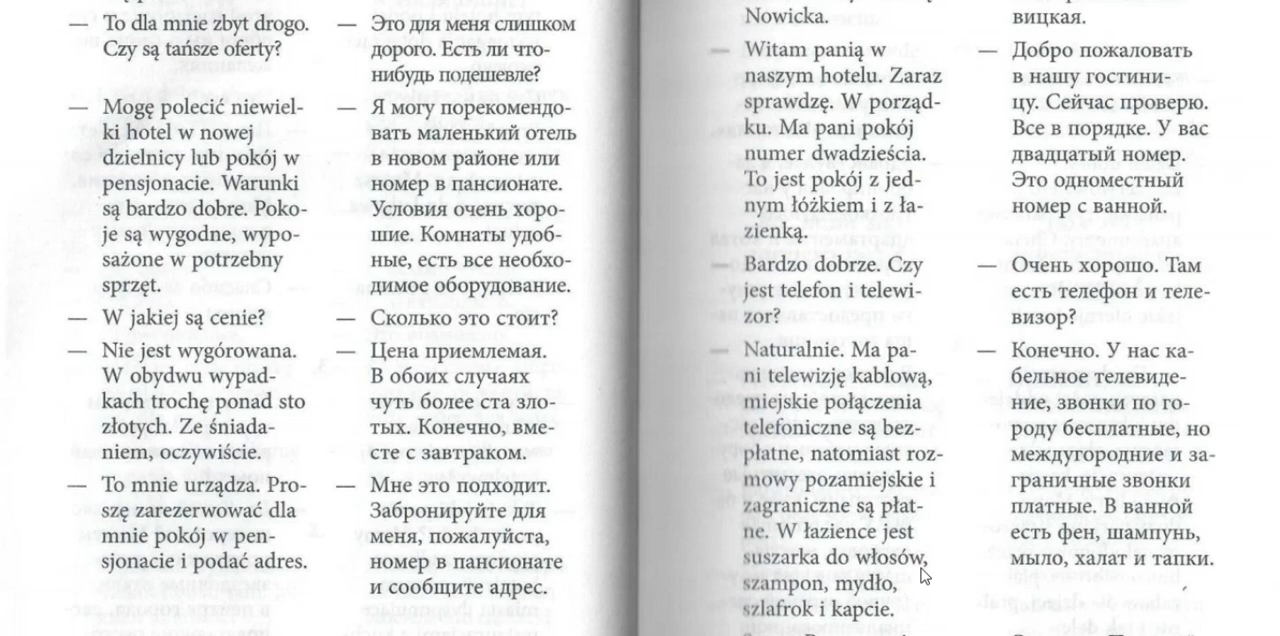 — To dla mnie zbyt drogo.
Czy są tańsze oferty?
— Mogę polecić niewiel-
ki hotel w nowej
dzielnicy lub pokój w
pensjonacie. Warunki
są bardzo dobre. Poko-
je są wygodne, wypo-
sażone w potrzebny
sprzęt.
— W jakiej są cenie?
— Nie jest wygórowana.
W obydwu wypad-
kach trochę ponad sto
złotych. Ze śniada-
niem, oczywiście.
— To mnie urządza. Pro-
szę zarezerwować dla
mnie pokój w pen-
sjonacie i podać adres.
— Это для меня слишком
дорого. Есть ли что-
нибудь подешевле?
— Я могу порекомендо-
вать маленький отель
в новом районе или
номер в пансионате.
Условия очень хоро-
шие. Комнаты удоб-
ные, есть все необхо-
димое оборудование.
— Сколько это стоит?
— Цена приемлемая.
В обоих случаях
чуть более ста зло-
тых. Конечно, вме-
сте с завтраком.
— Мне это подходит.
Забронируйте для
меня, пожалуйста,
номер в пансионате
и сообщите адрес.
Nowicka.
— Witam panią w
naszym hotelu. Zaraz
sprawdzę. W porząd-
ku. Ma pani pokój
numer dwadzieścia.
To jest pokój z jed-
nym łóżkiem i z ła-
zienką.
— Bardzo dobrze. Czy
jest telefon i telewi-
zor?
— Naturalnie. Ma pa-
ni telewizję kablową,
miejskie połączenia
telefoniczne są bez-
płatne, natomiast roz-
mowy pozamiejskie i
zagraniczne są płat-
ne. W łazience jest
suszarka do włosów,
szampon, mydło,
szlafrok i kapcie.
вицкая.
— Добро пожаловать
в нашу гостини-
цу. Сейчас проверю.
Все в порядке. У вас
двадцатый номер.
Это одноместный
номер с ванной.
— Очень хорошо. Там
есть телефон и теле-
визор?
— Конечно. У нас ка-
бельное телевиде-
ние, звонки по го-
роду бесплатные, но
междугородние и за-
граничные звонки
платные. В ванной
есть фен, шампунь,
мыло, халат и тапки.